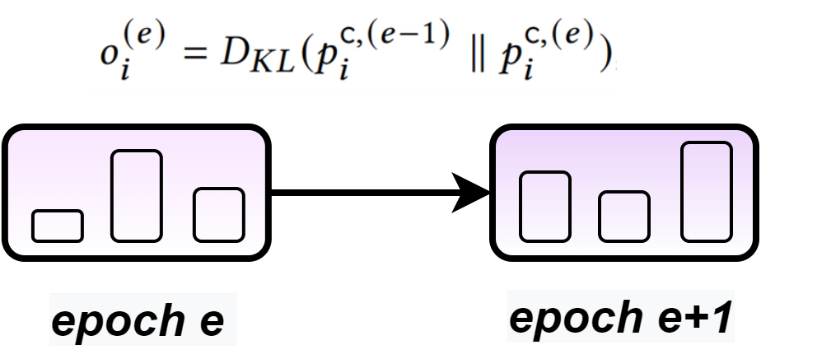 o_i^{(e)} = D_{KL}(p_i^{c,(e-1)} ∥ p_i^{c,(e)})
epoch e
epoch e+1